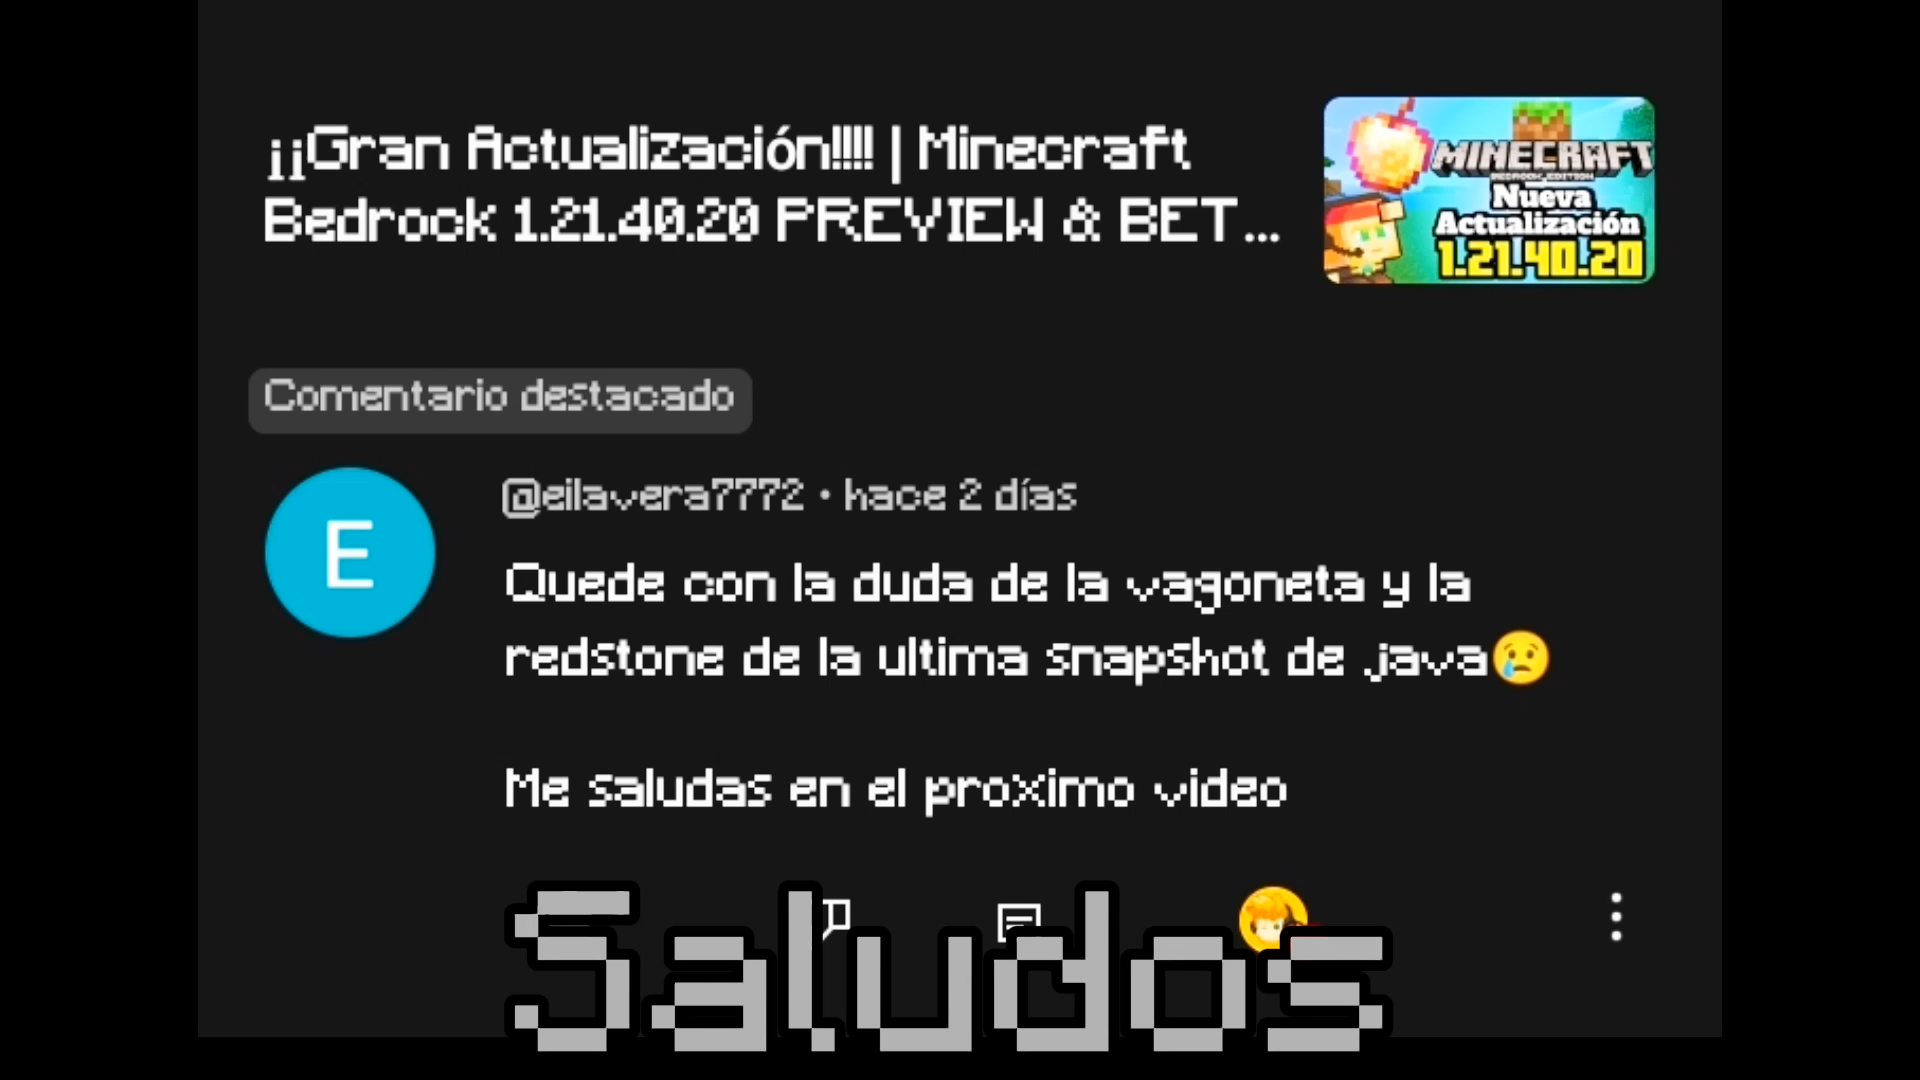 ¡¡Gran Actualización!!!! | Minecraft
Bedrock 1.21.40.20 PREVIEW & BET...
MINECRAFT
BEDROCK EDITION
Nueva
Actualización
1.21.40.20
Comentario destacado
E
@eilavera7772 • hace 2 días
Quede con la duda de la vagoneta y la
redstone de la ultima snapshot de java😢
Me saludas en el proximo video
Saludos